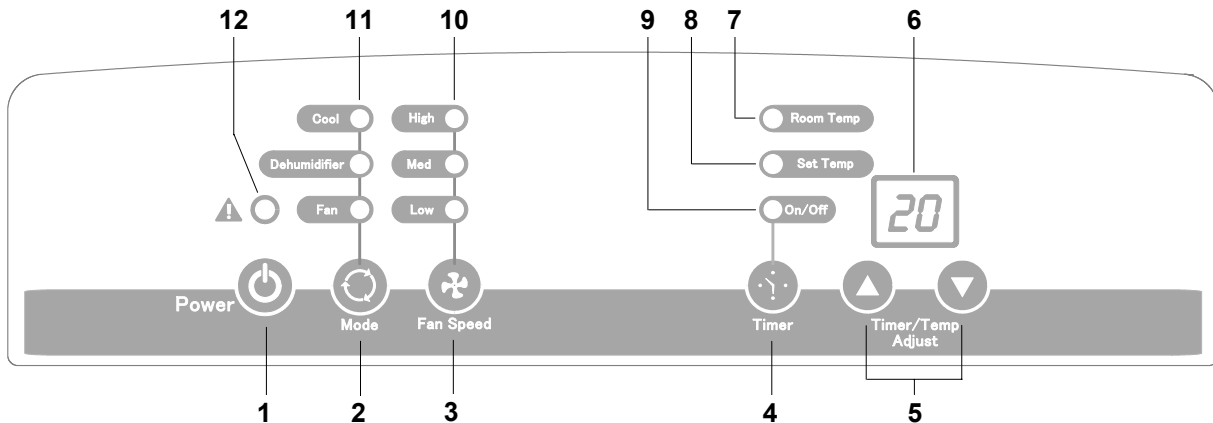 12 11 10 9 8 7 6
Cool High Room Temp
Dehumidifier Med Set Temp
Fan Low On/Off 20
Power
Mode Fan Speed Timer Timer/Temp
Adjust
1 2 3 4 5